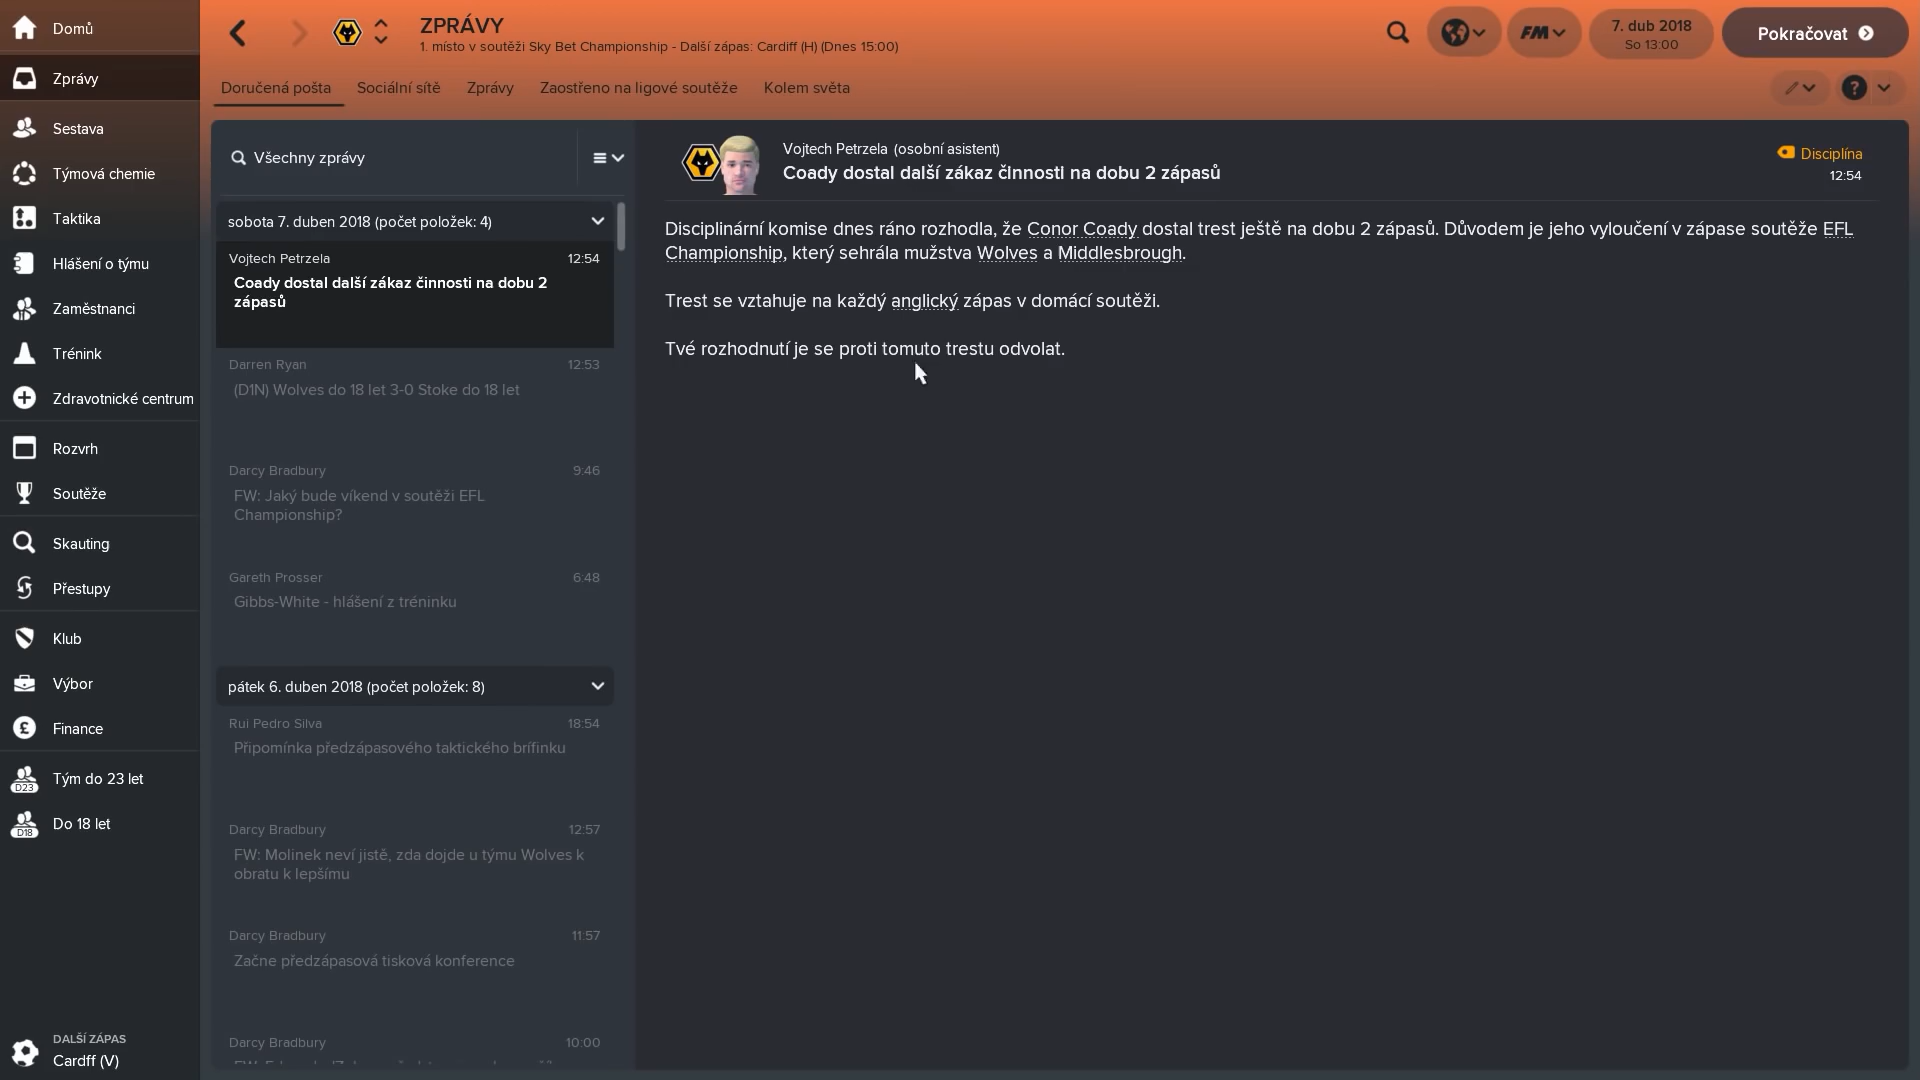 Domů
Zprávy
Sestava
Týmová chemie
Taktika
Hlášení o týmu
Zaměstnanci
Trénink
Zdravotnické centrum
Rozvrh
Soutěže
Skauting
Přestupy
Klub
Výbor
Finance
D23
Tým do 23 let
D18
Do 18 let
DALŠÍ ZÁPAS
Cardff (V)
ZPRÁVY
1. místo v soutěži Sky Bet Championship - Další zápas: Cardiff (H) (Dnes 15:00)
FM
7. dub 2018
So 13:00
Pokračovat
Doručená pošta
Sociální sítě
Zprávy
Zaostřeno na ligové soutěže
Kolem světa
?
Všechny zprávy
sobota 7. duben 2018 (počet položek: 4)
Vojtech Petrzela 12:54
Coady dostal další zákaz činnosti na dobu 2
zápasů
Darren Ryan 12:53
(D1N) Wolves do 18 let 3-0 Stoke do 18 let
Darcy Bradbury 9:46
FW: Jaký bude víkend v soutěži EFL
Championship?
Gareth Prosser 6:48
Gibbs-White - hlášení z tréninku
pátek 6. duben 2018 (počet položek: 8)
Rui Pedro Silva 18:54
Připomínka předzápasového taktického brífinku
Darcy Bradbury 12:57
FW: Molinek neví jistě, zda dojde u týmu Wolves k
obratu k lepšímu
Darcy Bradbury 11:57
Začne předzápasová tisková konference
Darcy Bradbury 10:00
Vojtech Petrzela (osobní asistent)
Coady dostal další zákaz činnosti na dobu 2 zápasů
Disciplína
12:54
Disciplinární komise dnes ráno rozhodla, že Conor Coady dostal trest ještě na dobu 2 zápasů. Důvodem je jeho vyloučení v zápase soutěže EFL
Championship, který sehrála mužstva Wolves a Middlesbrough.
Trest se vztahuje na každý anglický zápas v domácí soutěži.
Tvé rozhodnutí je se proti tomuto trestu odvolat.